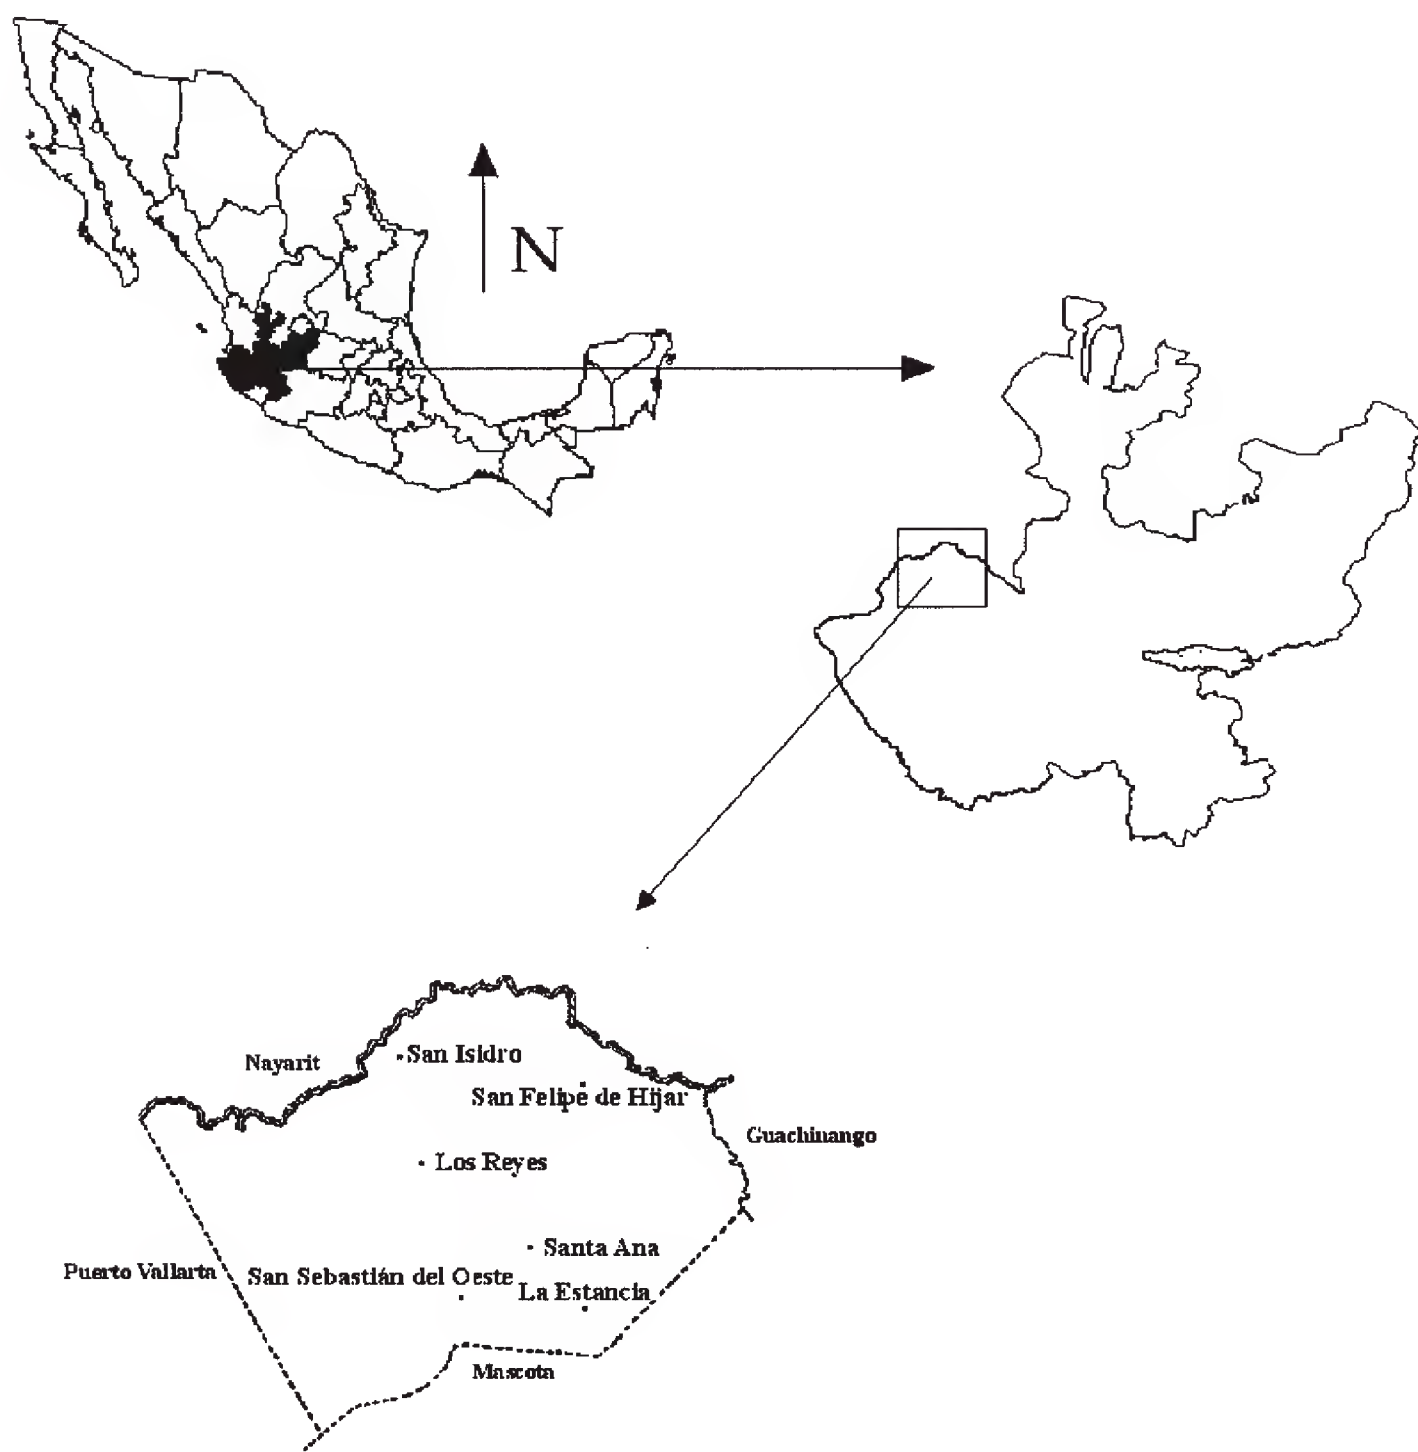 N
Nayarit
San Isidro
San Felipe de Hijar
Guachinango
Los Reyes
Santa Ana
Puerto Vallarta
San Sebastián del Oeste
La Estancia
Mascota